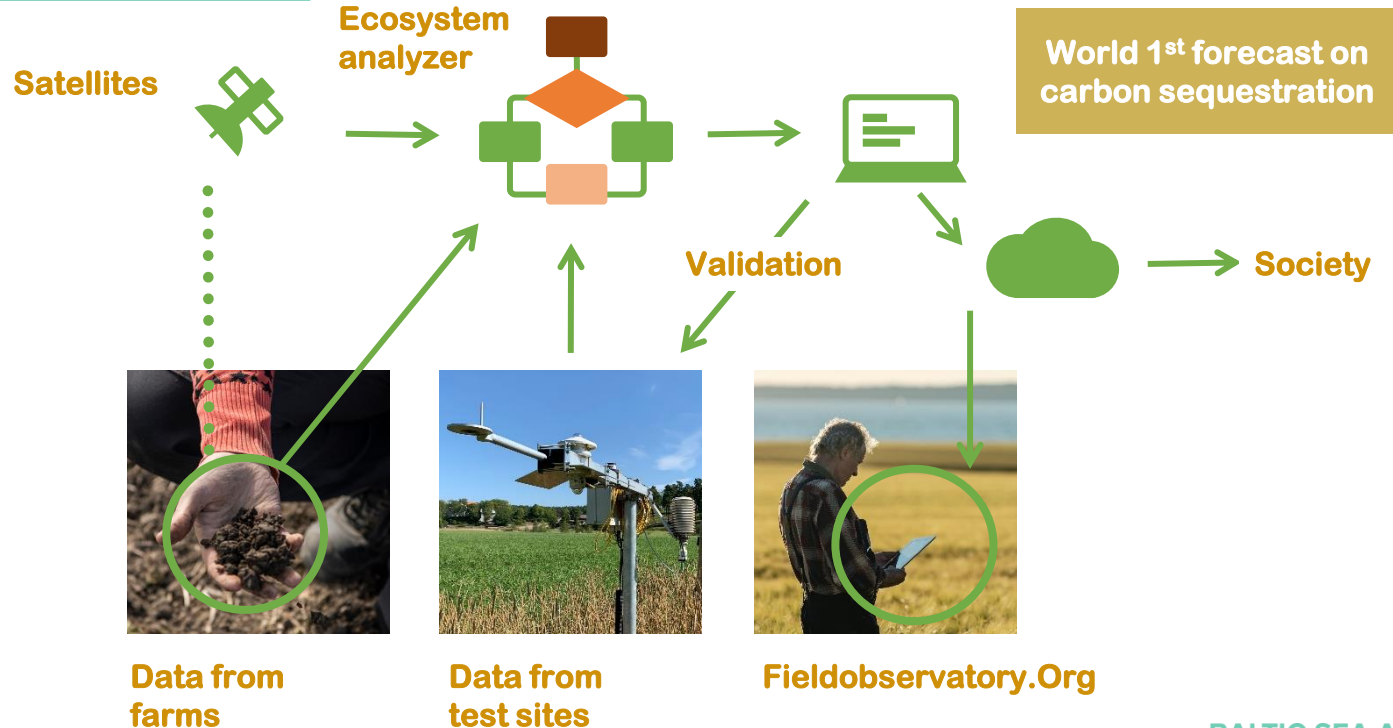 Ecosystem
analyzer
Satellites
World 1st forecast on
carbon sequestration
Validation
Society
Data from
farms
Data from
test sites
Fieldobservatory.Org